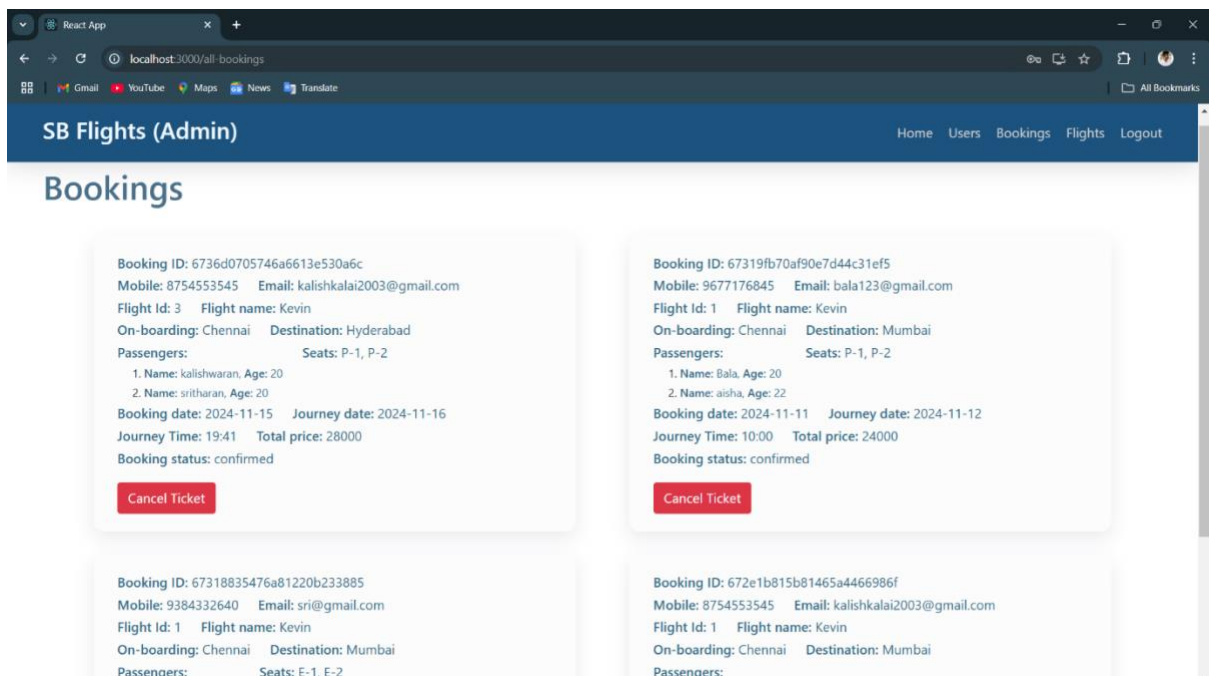 React App
localhost:3000/all-bookings
Gmail YouTube Maps News Translate All Bookmarks
SB Flights (Admin) Home Users Bookings Flights Logout
Bookings
Booking ID: 6736d0705746a6613e530a6c
Mobile: 8754553545 Email: kalishkalai2003@gmail.com
Flight Id: 3 Flight name: Kevin
On-boarding: Chennai Destination: Hyderabad
Passengers: Seats: P-1, P-2
1. Name: kalishwaran, Age: 20
2. Name: sritharan, Age: 20
Booking date: 2024-11-15 Journey date: 2024-11-16
Journey Time: 19:41 Total price: 28000
Booking status: confirmed
Cancel Ticket
Booking ID: 67319fb70af90e7d44c31ef5
Mobile: 9677176845 Email: bala123@gmail.com
Flight Id: 1 Flight name: Kevin
On-boarding: Chennai Destination: Mumbai
Passengers: Seats: P-1, P-2
1. Name: Bala, Age: 20
2. Name: aisha, Age: 22
Booking date: 2024-11-11 Journey date: 2024-11-12
Journey Time: 10:00 Total price: 24000
Booking status: confirmed
Cancel Ticket
Booking ID: 67318835476a81220b233885
Mobile: 9384332640 Email: sri@gmail.com
Flight Id: 1 Flight name: Kevin
On-boarding: Chennai Destination: Mumbai
Passengers: Seats: E-1, E-2
Booking ID: 672e1b815b81465a4466986f
Mobile: 8754553545 Email: kalishkalai2003@gmail.com
Flight Id: 1 Flight name: Kevin
On-boarding: Chennai Destination: Mumbai
Passengers: